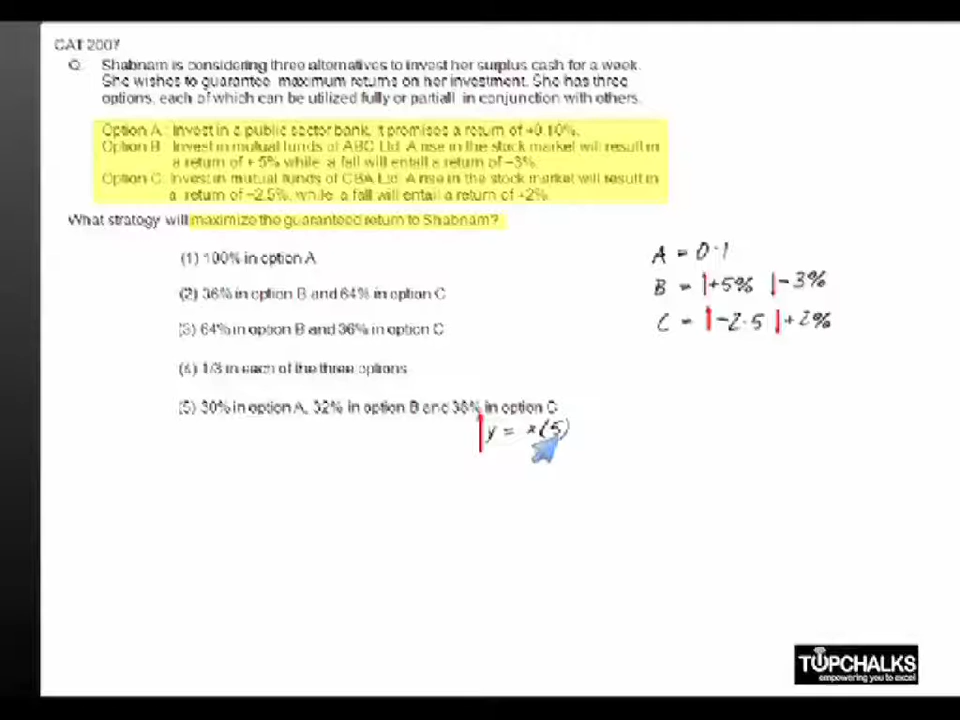 CAT 2007
Q. Shabnam is considering three alternatives to invest her surplus cash for a week.
She wishes to guarantee maximum returns on her investment. She has three
options, each of which can be utilized fully or partiall in conjunction with others.
Option A : Invest in a public sector bank. It promises a return of +0.10%.
Option B : Invest in mutual funds of ABC Ltd. A rise in the stock market will result in
a return of + 5% while a fall will entail a return of –3%.
Option C : Invest in mutual funds of CBA Ltd. A rise in the stock market will result in
a return of –2.5%, while a fall will entail a return of +2%.
What strategy will maximize the guaranteed return to Shabnam?
(1) 100% in option A
(2) 36% in option B and 64% in option C
(3) 64% in option B and 36% in option C
(4) 1/3 in each of the three options
(5) 30% in option A, 32% in option B and 38% in option C
A = 0.1
B = +5% -3%
C = -2.5 +2%
y = x(5)
TOPCHALKS
empowering you to excel